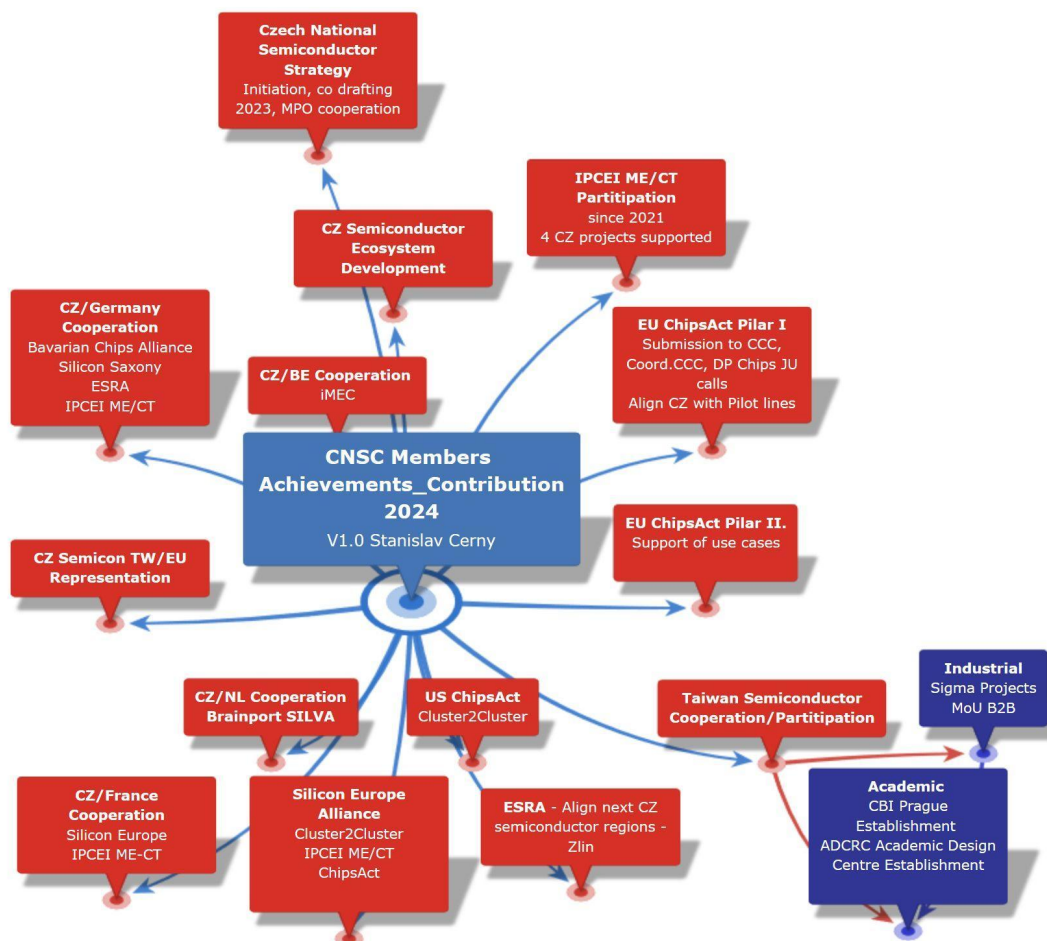 Czech National
Semiconductor
Strategy
Initiation, co drafting
2023, MPO cooperation
IPCEI ME/CT
Partitipation
since 2021
4 CZ projects supported
CZ Semiconductor
Ecosystem
Development
CZ/Germany
Cooperation
Bavarian Chips Alliance
Silicon Saxony
ESRA
IPCEI ME/CT
EU ChipsAct Pilar I
Submission to CCC,
Coord.CCC, DP Chips JU
calls
Align CZ with Pilot lines
CZ/BE Cooperation
iMEC
CNSC Members
Achievements_Contribution
2024
V1.0 Stanislav Cerny
EU ChipsAct Pilar II.
Support of use cases
CZ Semicon TW/EU
Representation
CZ/NL Cooperation
Brainport SILVA
US ChipsAct
Cluster2Cluster
Taiwan Semiconductor
Cooperation/Partitipation
Industrial
Sigma Projects
MoU B2B
CZ/France
Cooperation
Silicon Europe
IPCEI ME-CT
Silicon Europe
Alliance
Cluster2Cluster
IPCEI ME/CT
ChipsAct
ESRA - Align next CZ
semiconductor regions -
Zlin
Academic
CBI Prague
Establishment
ADCRC Academic Design
Centre Establishment